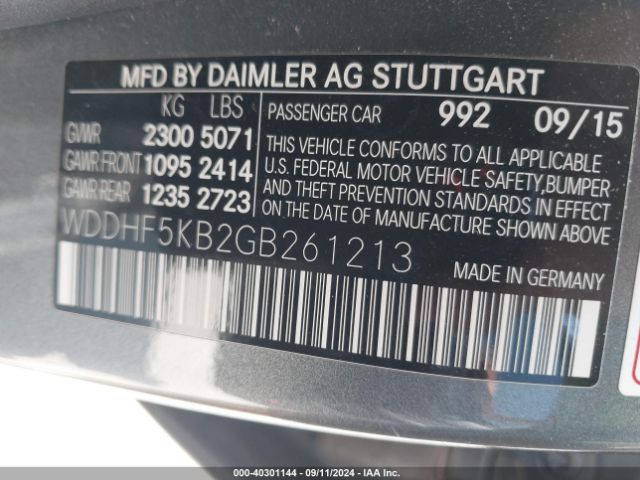 MFD BY DAIMLER AG STUTTGART
KG LBS
GVWR 2300 5071
GAWR FRONT 1095 2414
GAWR REAR 1235 2723
PASSENGER CAR 992 09/15
THIS VEHICLE CONFORMS TO ALL APPLICABLE
U.S. FEDERAL MOTOR VEHICLE SAFETY, BUMPER
AND THEFT PREVENTION STANDARDS IN EFFECT
ON THE DATE OF MANUFACTURE SHOWN ABOVE
WDDHF5KB2GB261213
MADE IN GERMANY
000-40301144 - 09/11/2024 - IAAI.COM